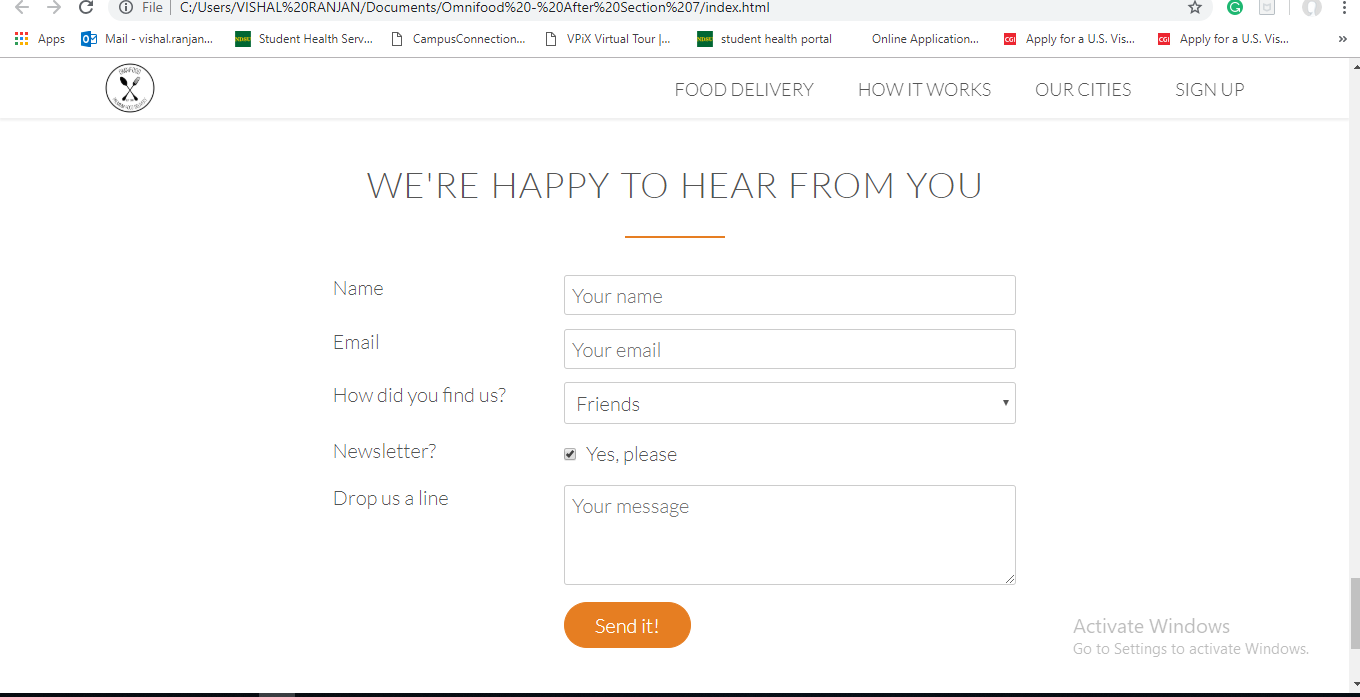 File | C:/Users/VISHAL%20RANJAN/Documents/Omnifood%20-%20After%20Section%207/index.html
Apps Mail - vishal.ranjan... Student Health Serv... CampusConnection... VPiX Virtual Tour |... student health portal Online Application... CGI Apply for a U.S. Vis... CGI Apply for a U.S. Vis... »
FOOD DELIVERY HOW IT WORKS OUR CITIES SIGN UP
WE'RE HAPPY TO HEAR FROM YOU
Name Your name
Email Your email
How did you find us? Friends
Newsletter? Yes, please
Drop us a line Your message
Send it!
Activate Windows
Go to Settings to activate Windows.